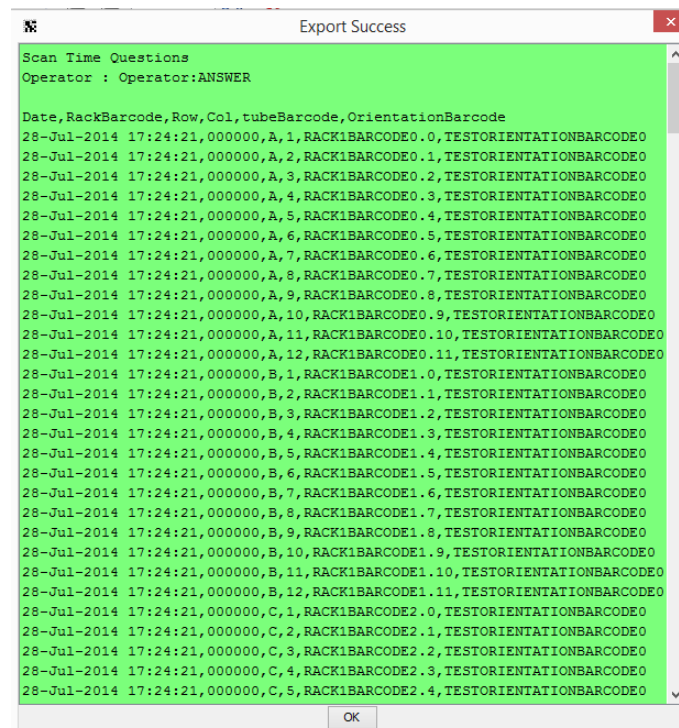 Export Success
Scan Time Questions
Operator : Operator:ANSWER
Date,RackBarcode,Row,Col,tubeBarcode,OrientationBarcode
28-Jul-2014 17:24:21,000000,A,1,RACK1BARCODE0.0,TESTORIENTATIONBARCODE0
28-Jul-2014 17:24:21,000000,A,2,RACK1BARCODE0.1,TESTORIENTATIONBARCODE0
28-Jul-2014 17:24:21,000000,A,3,RACK1BARCODE0.2,TESTORIENTATIONBARCODE0
28-Jul-2014 17:24:21,000000,A,4,RACK1BARCODE0.3,TESTORIENTATIONBARCODE0
28-Jul-2014 17:24:21,000000,A,5,RACK1BARCODE0.4,TESTORIENTATIONBARCODE0
28-Jul-2014 17:24:21,000000,A,6,RACK1BARCODE0.5,TESTORIENTATIONBARCODE0
28-Jul-2014 17:24:21,000000,A,7,RACK1BARCODE0.6,TESTORIENTATIONBARCODE0
28-Jul-2014 17:24:21,000000,A,8,RACK1BARCODE0.7,TESTORIENTATIONBARCODE0
28-Jul-2014 17:24:21,000000,A,9,RACK1BARCODE0.8,TESTORIENTATIONBARCODE0
28-Jul-2014 17:24:21,000000,A,10,RACK1BARCODE0.9,TESTORIENTATIONBARCODE0
28-Jul-2014 17:24:21,000000,A,11,RACK1BARCODE0.10,TESTORIENTATIONBARCODE0
28-Jul-2014 17:24:21,000000,A,12,RACK1BARCODE0.11,TESTORIENTATIONBARCODE0
28-Jul-2014 17:24:21,000000,B,1,RACK1BARCODE1.0,TESTORIENTATIONBARCODE0
28-Jul-2014 17:24:21,000000,B,2,RACK1BARCODE1.1,TESTORIENTATIONBARCODE0
28-Jul-2014 17:24:21,000000,B,3,RACK1BARCODE1.2,TESTORIENTATIONBARCODE0
28-Jul-2014 17:24:21,000000,B,4,RACK1BARCODE1.3,TESTORIENTATIONBARCODE0
28-Jul-2014 17:24:21,000000,B,5,RACK1BARCODE1.4,TESTORIENTATIONBARCODE0
28-Jul-2014 17:24:21,000000,B,6,RACK1BARCODE1.5,TESTORIENTATIONBARCODE0
28-Jul-2014 17:24:21,000000,B,7,RACK1BARCODE1.6,TESTORIENTATIONBARCODE0
28-Jul-2014 17:24:21,000000,B,8,RACK1BARCODE1.7,TESTORIENTATIONBARCODE0
28-Jul-2014 17:24:21,000000,B,9,RACK1BARCODE1.8,TESTORIENTATIONBARCODE0
28-Jul-2014 17:24:21,000000,B,10,RACK1BARCODE1.9,TESTORIENTATIONBARCODE0
28-Jul-2014 17:24:21,000000,B,11,RACK1BARCODE1.10,TESTORIENTATIONBARCODE0
28-Jul-2014 17:24:21,000000,B,12,RACK1BARCODE1.11,TESTORIENTATIONBARCODE0
28-Jul-2014 17:24:21,000000,C,1,RACK1BARCODE2.0,TESTORIENTATIONBARCODE0
28-Jul-2014 17:24:21,000000,C,2,RACK1BARCODE2.1,TESTORIENTATIONBARCODE0
28-Jul-2014 17:24:21,000000,C,3,RACK1BARCODE2.2,TESTORIENTATIONBARCODE0
28-Jul-2014 17:24:21,000000,C,4,RACK1BARCODE2.3,TESTORIENTATIONBARCODE0
28-Jul-2014 17:24:21,000000,C,5,RACK1BARCODE2.4,TESTORIENTATIONBARCODE0
OK